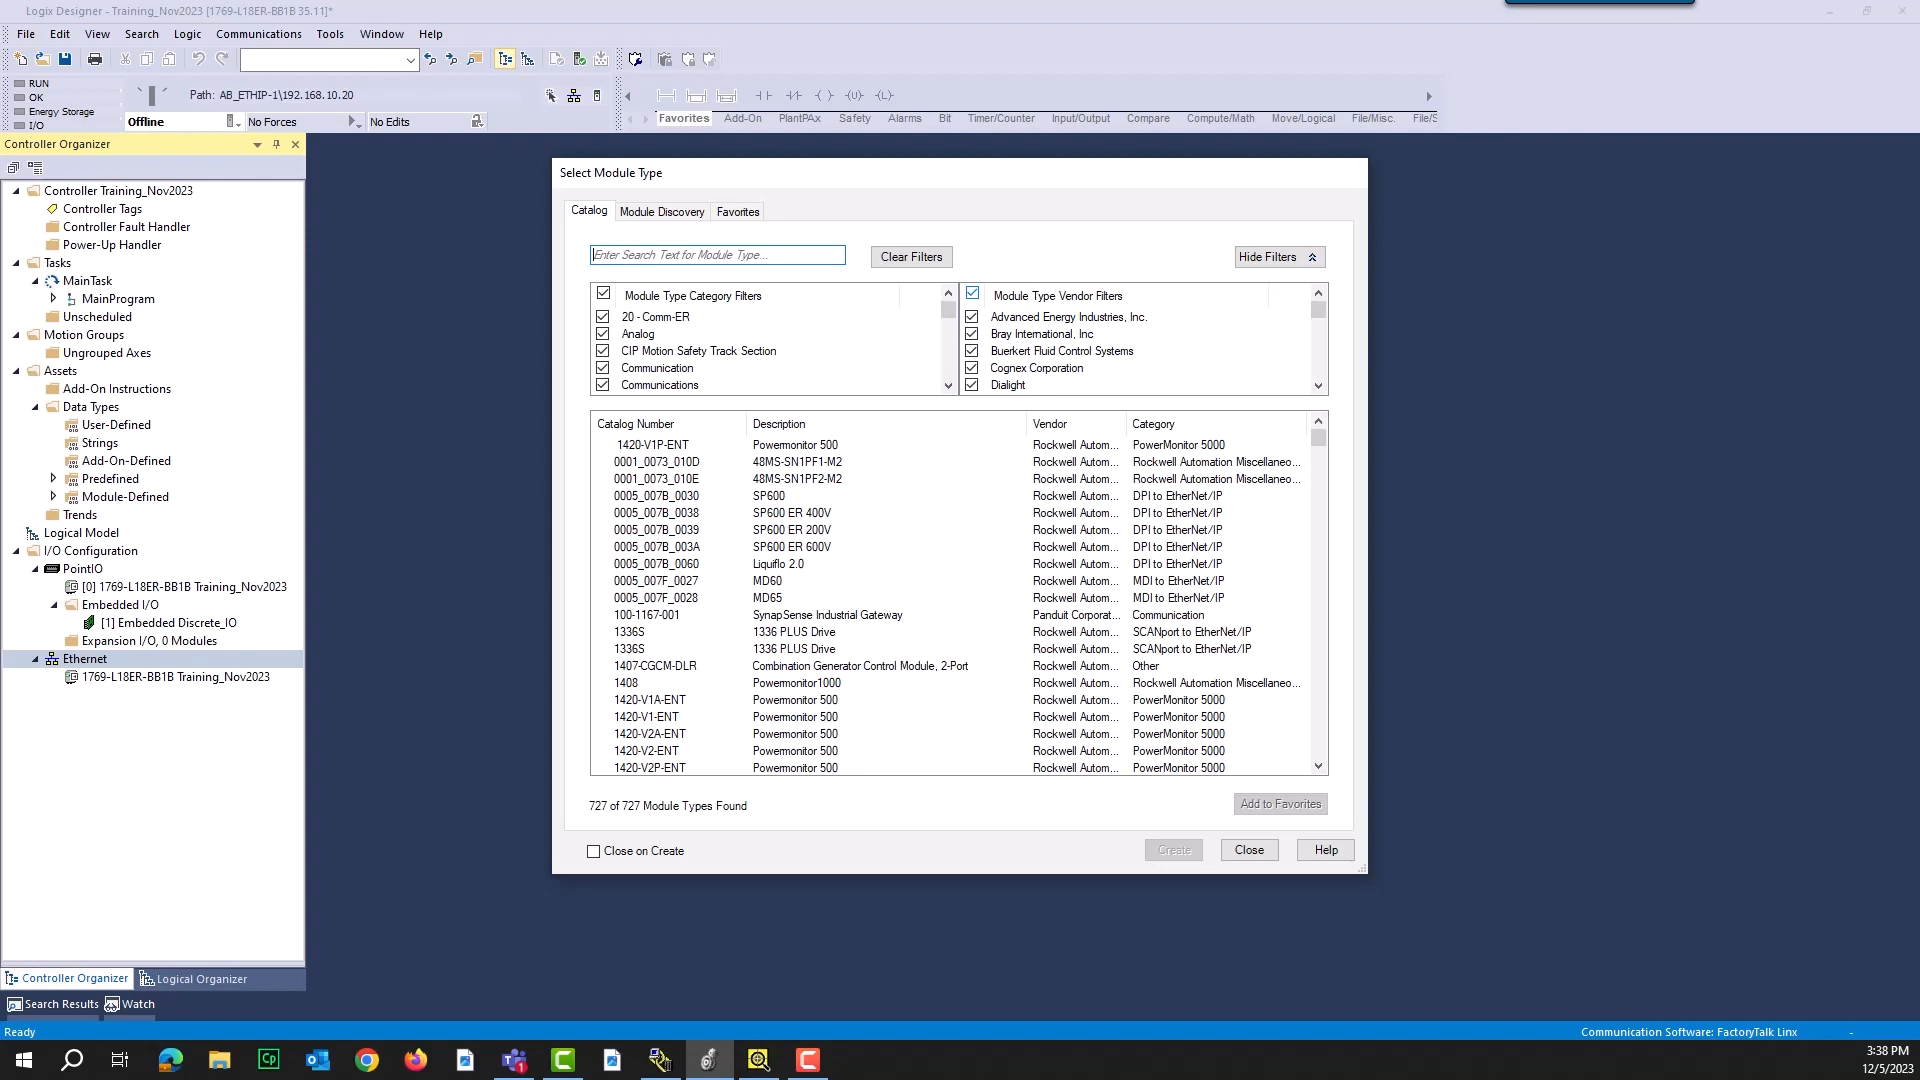 Logix Designer - Training_Nov2023 [1769-L18ER-BB1B 35.11]*
File Edit View Search Logic Communications Tools Window Help
RUN
OK
Energy Storage
I/O
Path: AB_ETHIP-1\192.168.10.20
Offline No Forces No Edits
Favorites Add-On PlantPAx Safety Alarms Bit Timer/Counter Input/Output Compare Compute/Math Move/Logical File/Misc. File/S
Controller Organizer
Controller Training_Nov2023
Controller Tags
Controller Fault Handler
Power-Up Handler
Tasks
MainTask
MainProgram
Unscheduled
Motion Groups
Ungrouped Axes
Assets
Add-On Instructions
Data Types
User-Defined
Strings
Add-On-Defined
Predefined
Module-Defined
Trends
Logical Model
I/O Configuration
PointIO
[0] 1769-L18ER-BB1B Training_Nov2023
Embedded I/O
[1] Embedded Discrete_IO
Expansion I/O, 0 Modules
Ethernet
1769-L18ER-BB1B Training_Nov2023
Controller Organizer Logical Organizer
Search Results Watch
Select Module Type
Catalog Module Discovery Favorites
Enter Search Text for Module Type... Clear Filters Hide Filters
Module Type Category Filters Module Type Vendor Filters
20 - Comm-ER Advanced Energy Industries, Inc.
Analog Bray International, Inc
CIP Motion Safety Track Section Buerkert Fluid Control Systems
Communication Cognex Corporation
Communications Dialight
Catalog Number Description Vendor Category
1420-V1P-ENT Powermonitor 500 Rockwell Autom... PowerMonitor 5000
0001_0073_010D 48MS-SN1PF1-M2 Rockwell Autom... Rockwell Automation Miscellaneo...
0001_0073_010E 48MS-SN1PF2-M2 Rockwell Autom... Rockwell Automation Miscellaneo...
0005_007B_0030 SP600 Rockwell Autom... DPI to EtherNet/IP
0005_007B_0038 SP600 ER 400V Rockwell Autom... DPI to EtherNet/IP
0005_007B_0039 SP600 ER 200V Rockwell Autom... DPI to EtherNet/IP
0005_007B_003A SP600 ER 600V Rockwell Autom... DPI to EtherNet/IP
0005_007B_0060 Liquiflo 2.0 Rockwell Autom... DPI to EtherNet/IP
0005_007F_0027 MD60 Rockwell Autom... MDI to EtherNet/IP
0005_007F_0028 MD65 Rockwell Autom... MDI to EtherNet/IP
100-1167-001 SynapSense Industrial Gateway Panduit Corporat... Communication
1336S 1336 PLUS Drive Rockwell Autom... SCANport to EtherNet/IP
1336S 1336 PLUS Drive Rockwell Autom... SCANport to EtherNet/IP
1407-CGCM-DLR Combination Generator Control Module, 2-Port Rockwell Autom... Other
1408 Powermonitor1000 Rockwell Autom... Rockwell Automation Miscellaneo...
1420-V1A-ENT Powermonitor 500 Rockwell Autom... PowerMonitor 5000
1420-V1-ENT Powermonitor 500 Rockwell Autom... PowerMonitor 5000
1420-V2A-ENT Powermonitor 500 Rockwell Autom... PowerMonitor 5000
1420-V2-ENT Powermonitor 500 Rockwell Autom... PowerMonitor 5000
1420-V2P-ENT Powermonitor 500 Rockwell Autom... PowerMonitor 5000
727 of 727 Module Types Found Add to Favorites
Close on Create Create Close Help
Ready Communication Software: FactoryTalk Linx
3:38 PM
12/5/2023